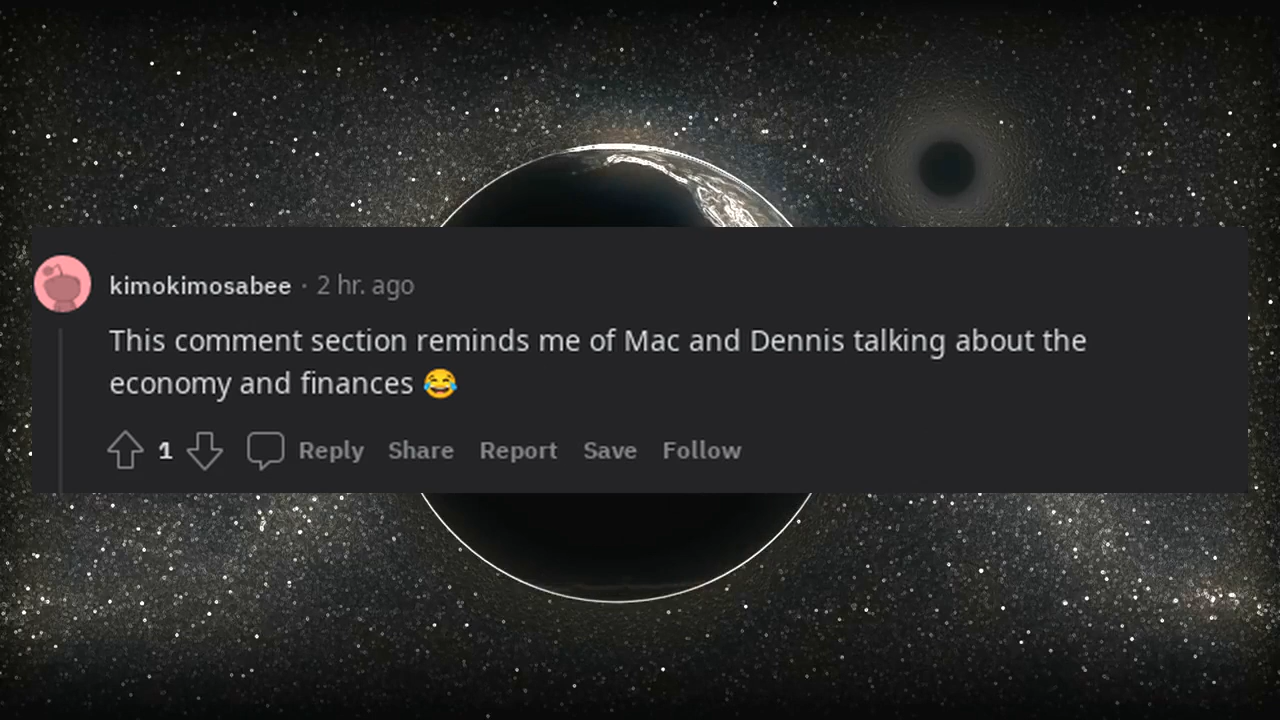 kimokimosabee · 2 hr. ago
This comment section reminds me of Mac and Dennis talking about the
economy and finances 😂
1 Reply Share Report Save Follow